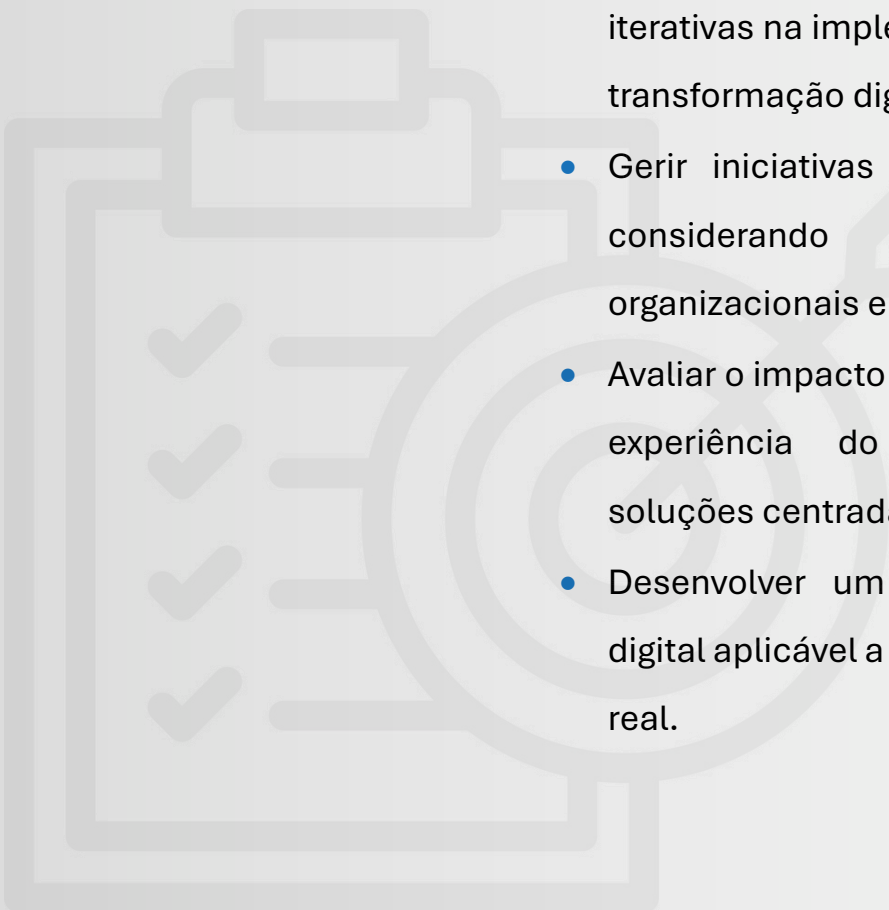 iterativas na imple
transformação dig
• Gerir iniciativas
considerando
organizacionais e
• Avaliar o impacto
experiência do
soluções centrada
• Desenvolver um
digital aplicável a
real.